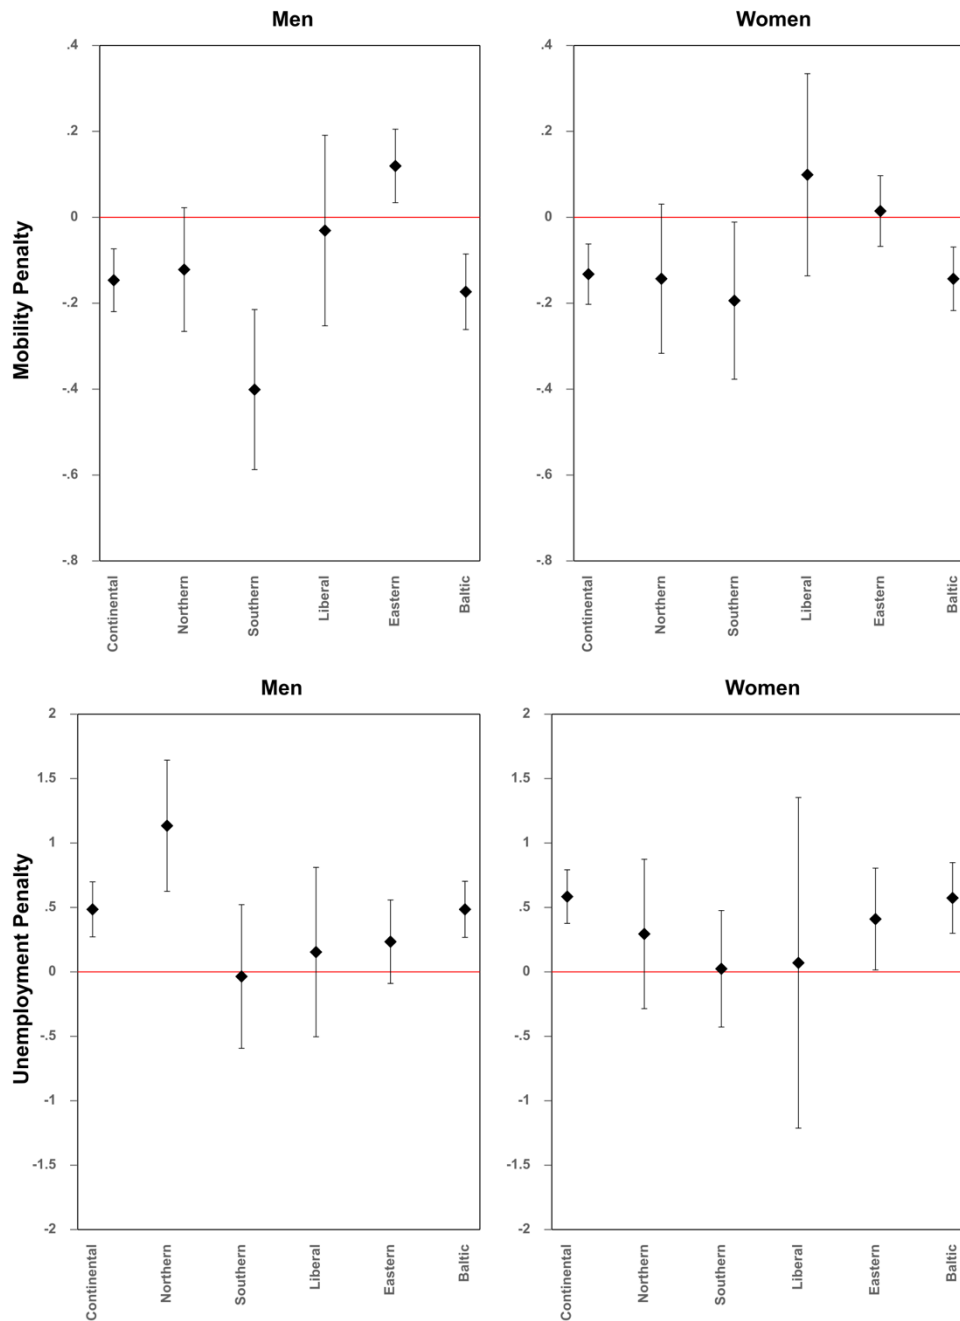 Men
Women
Mobility Penalty
.4
.2
0
-.2
-.4
-.6
-.8
Continental
Northern
Southern
Liberal
Eastern
Baltic
.4
.2
0
-.2
-.4
-.6
-.8
Continental
Northern
Southern
Liberal
Eastern
Baltic
Men
Women
Unemployment Penalty
2
1.5
1
.5
0
-.5
-1
-1.5
-2
Continental
Northern
Southern
Liberal
Eastern
Baltic
2
1.5
1
.5
0
-.5
-1
-1.5
-2
Continental
Northern
Southern
Liberal
Eastern
Baltic